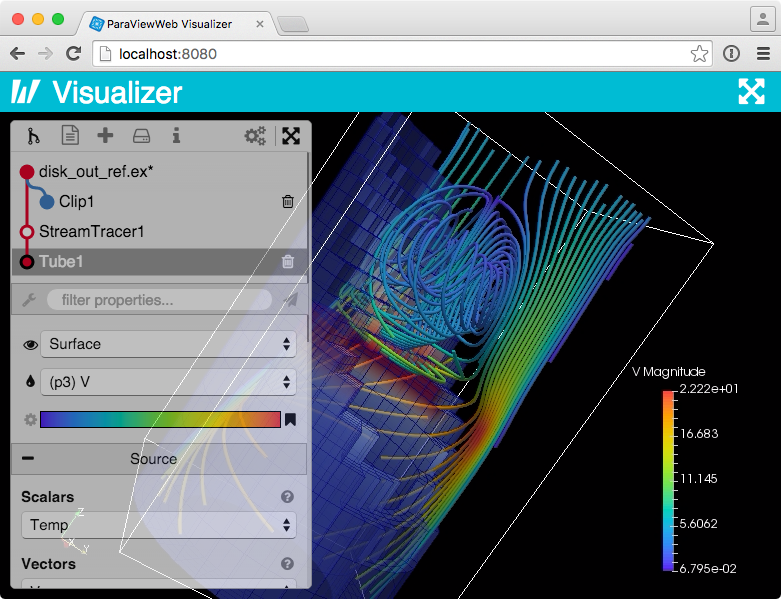 ParaViewWeb Visualizer
localhost:8080
Visualizer
disk_out_ref.ex*
Clip1
StreamTracer1
Tube1
filter properties...
Surface
(p3) V
Source
Scalars
Temp
Vectors
Z
X
Y
V Magnitude
2.222e+01
16.683
11.145
5.6062
6.795e-02